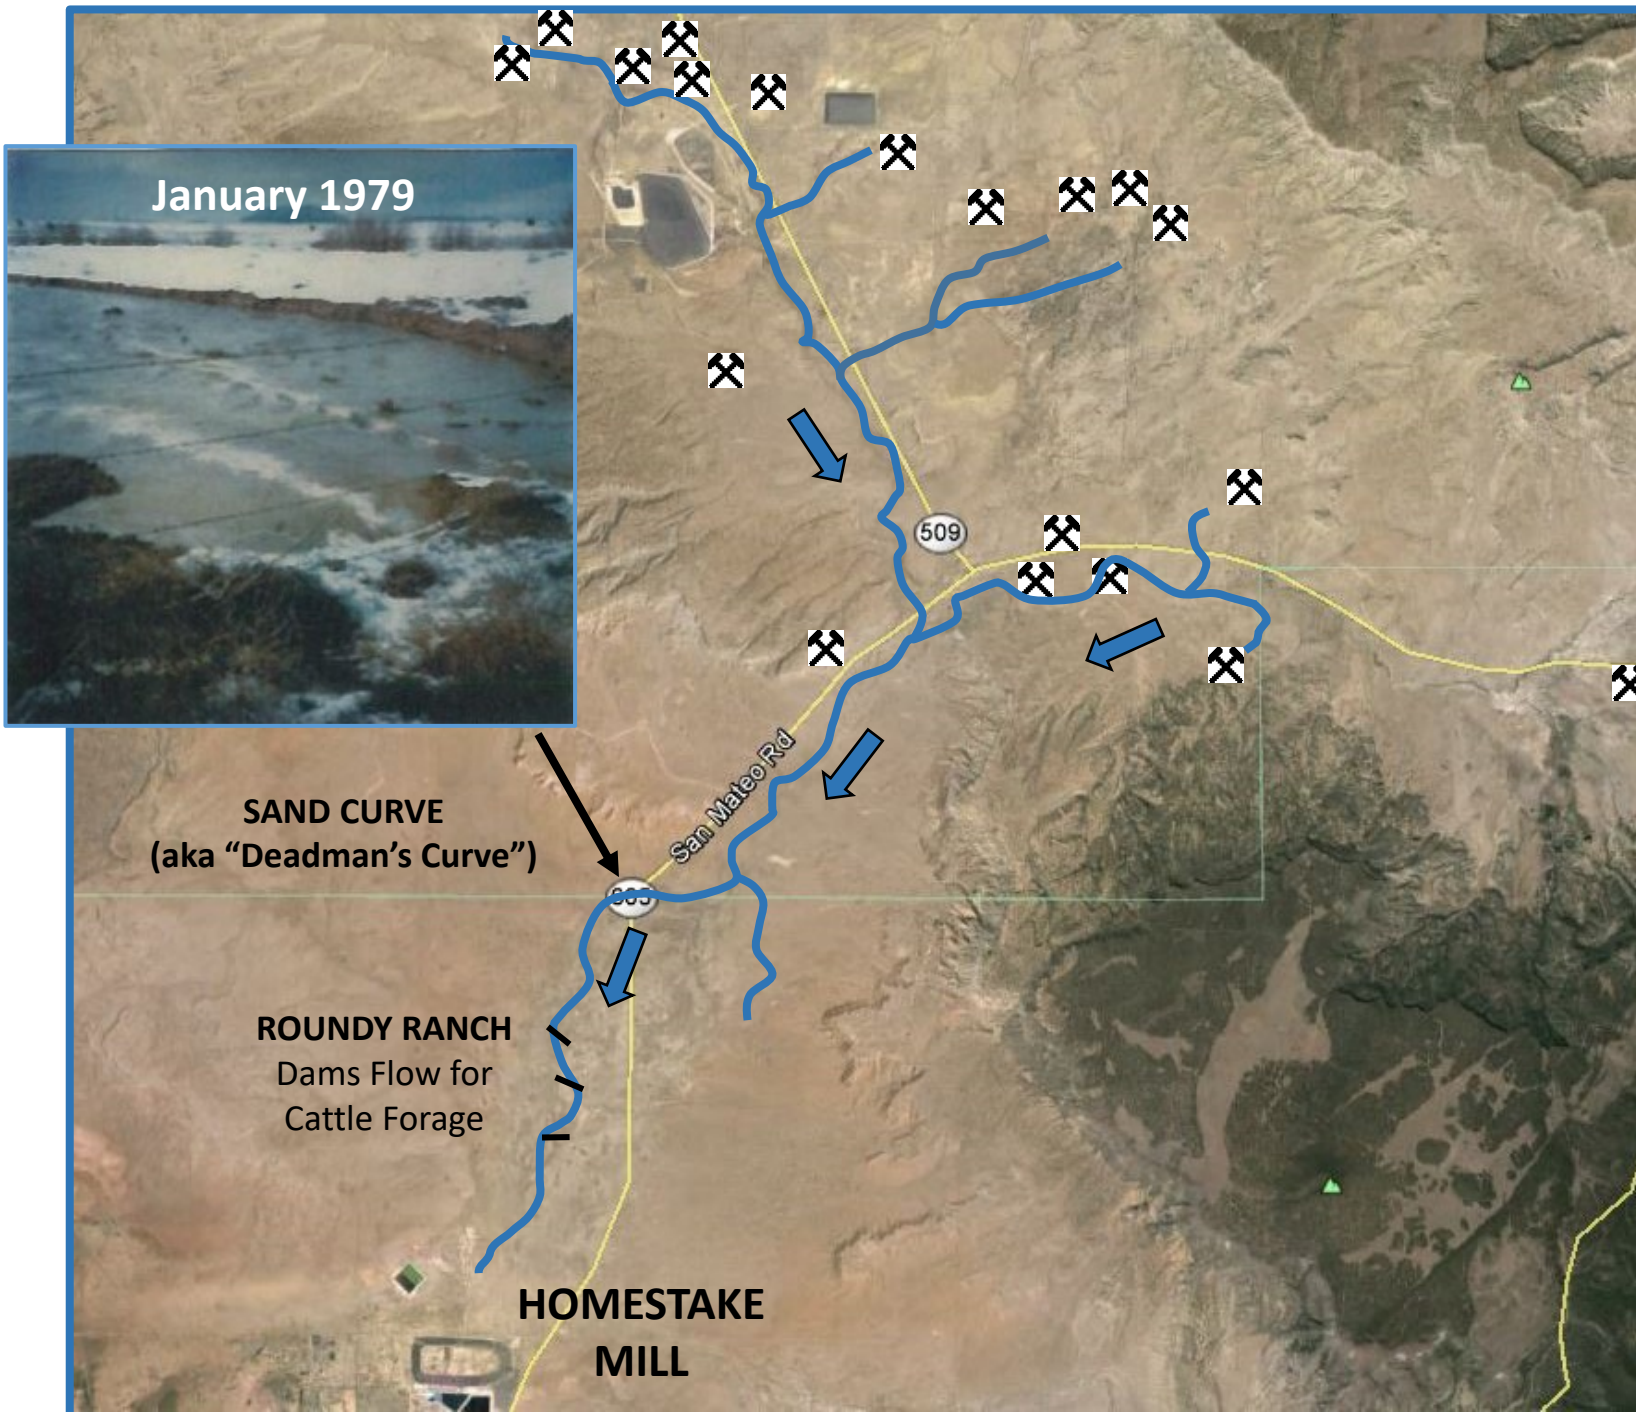 January 1979
509
San Mateo Rd
SAND CURVE
(aka “Deadman’s Curve”)
605
ROUNDY RANCH
Dams Flow for
Cattle Forage
HOMESTAKE
MILL